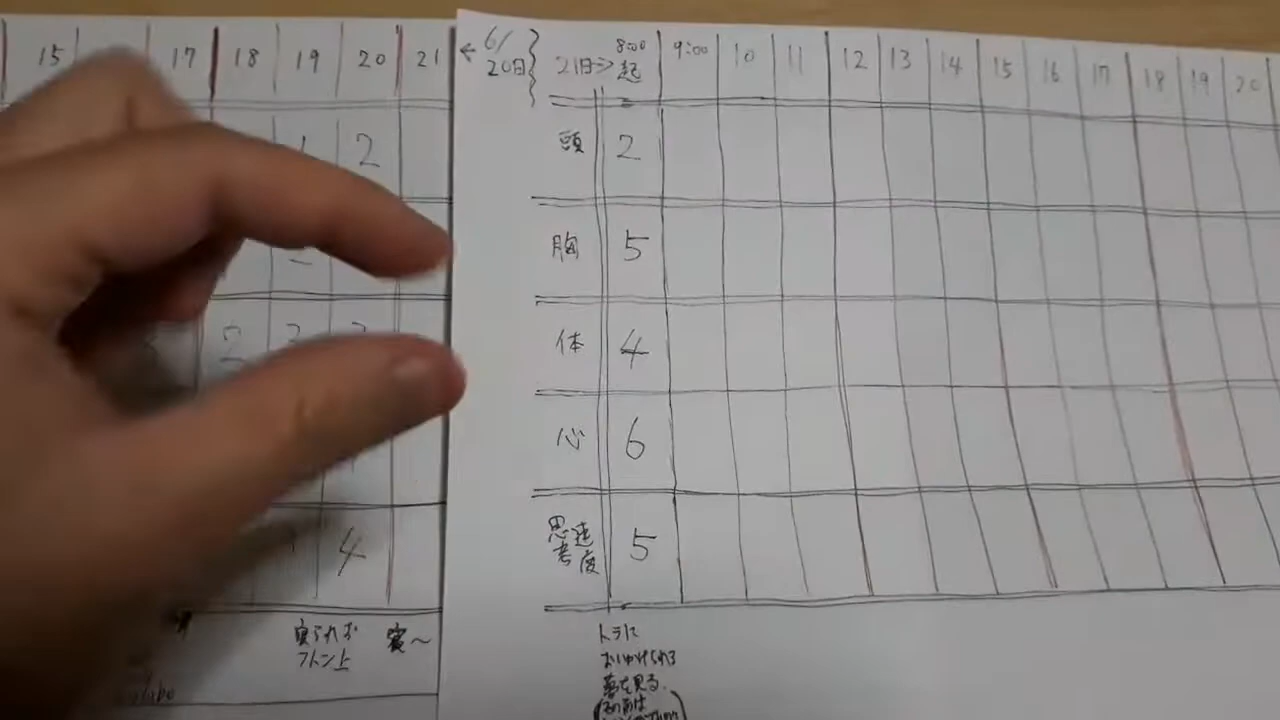 15 17 18 19 20 21
2
2
4
寝られず 寝〜
フトン上
←6/20日
21日⇒ 8:00起 9:00 10 11 12 13 14 15 16 17 18 19 20
頭 2
胸 5
体 4
心 6
思考速度 5
トラに
おいかけられる
夢を見る